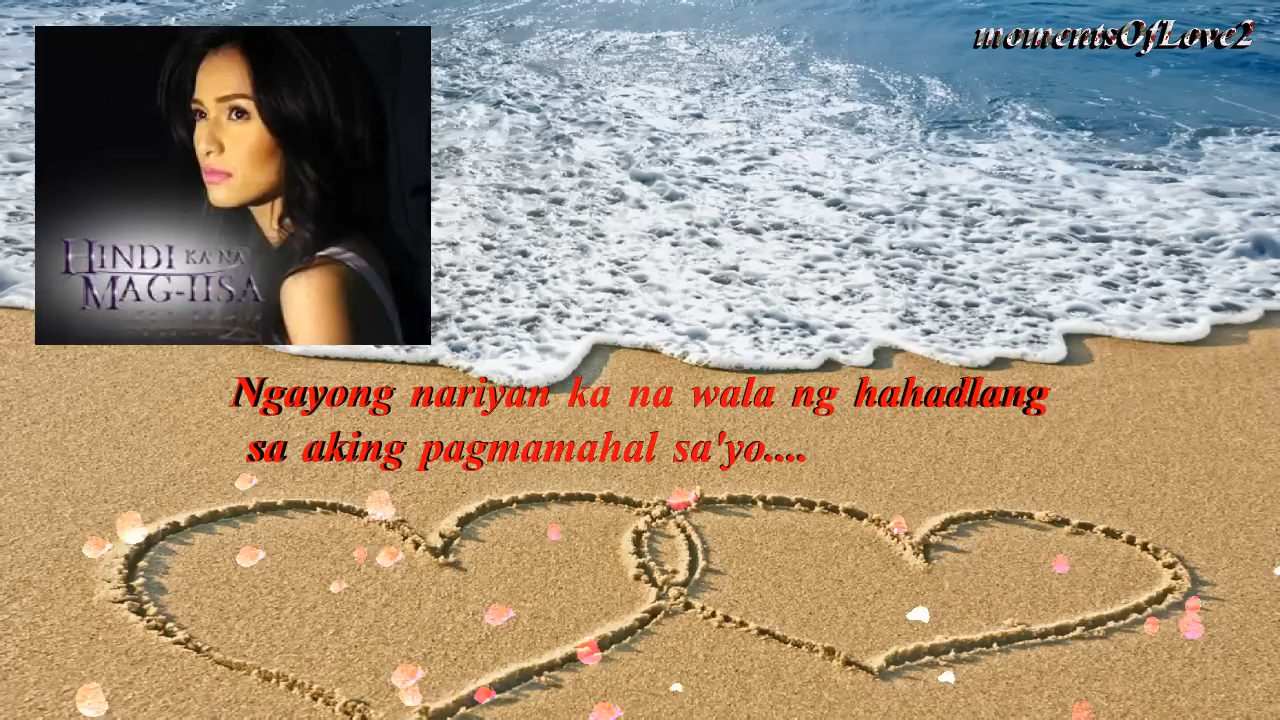 momentsOfLove2
HINDI KA NA
MAG-IISA
Ngayong nariyan ka na wala ng hahadlang
sa aking pagmamahal sa'yo....